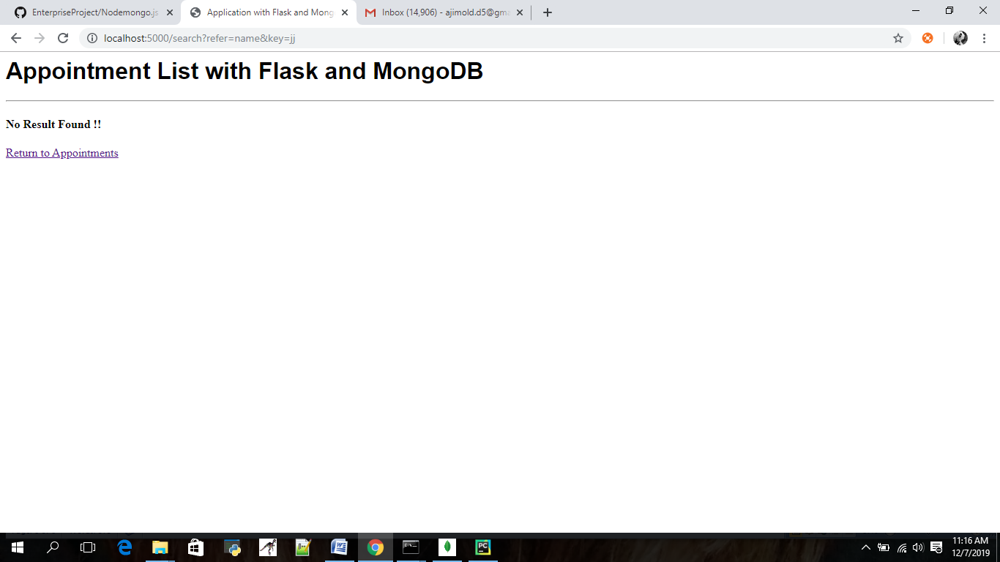 EnterpriseProject/Nodemongo.js
Application with Flask and Mong
Inbox (14,906) - ajimold.d5@gma
localhost:5000/search?refer=name&key=jj
Appointment List with Flask and MongoDB
No Result Found !!
Return to Appointments
11:16 AM
12/7/2019